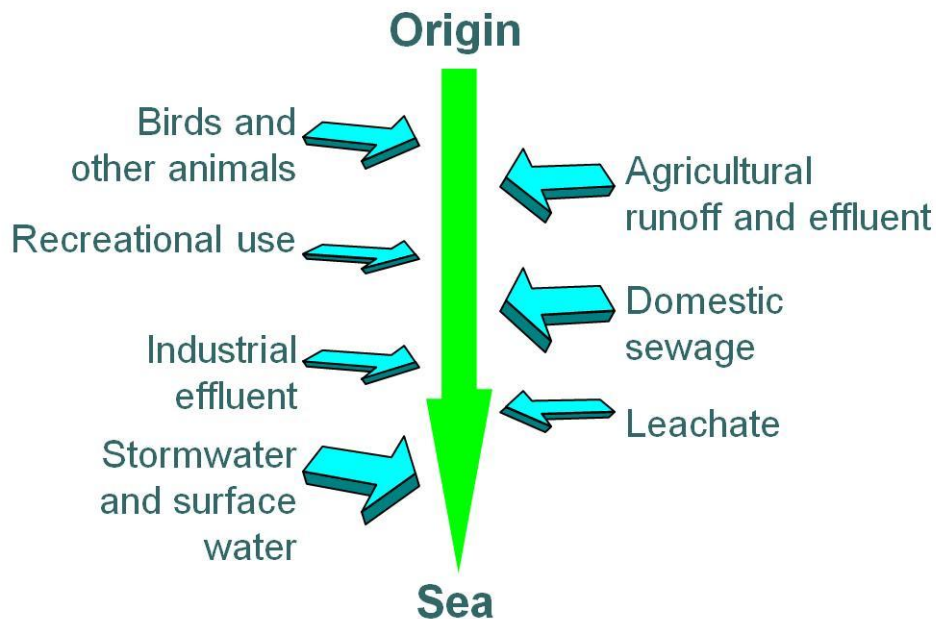 Origin
Birds and
other animals
Agricultural
runoff and effluent
Recreational use
Domestic
sewage
Industrial
effluent
Leachate
Stormwater
and surface
water
Sea